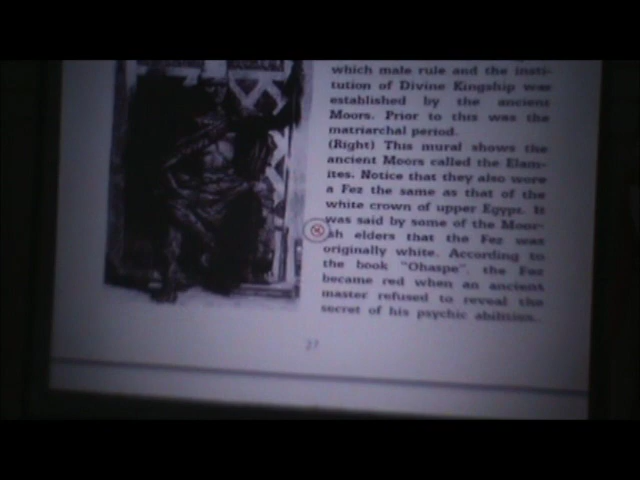 which male rule and the insti-
tution of Divine Kingship was
established by the ancient
Moors. Prior to this was the
matriarchal period.
(Right) This mural shows the
ancient Moors called the Elam-
ites. Notice that they also wore
a Fez the same as that of the
white crown of upper Egypt. It
was said by some of the Moor-
sh elders that the Fez was
originally white. According to
the book "Ohaspe", the Fez
became red when an ancient
master refused to reveal the
secret of his psychic abilities.
27